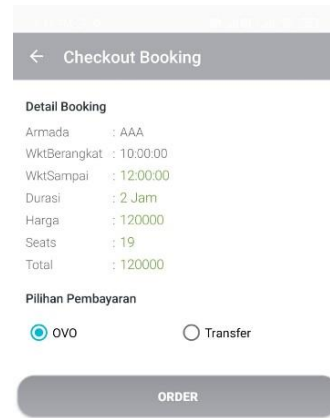 Checkout Booking
Detail Booking
Armada : AAA
WktBerangkat : 10:00:00
WktSampai : 12:00:00
Durasi : 2 Jam
Harga : 120000
Seats : 19
Total : 120000
Pilihan Pembayaran
OVO Transfer
ORDER